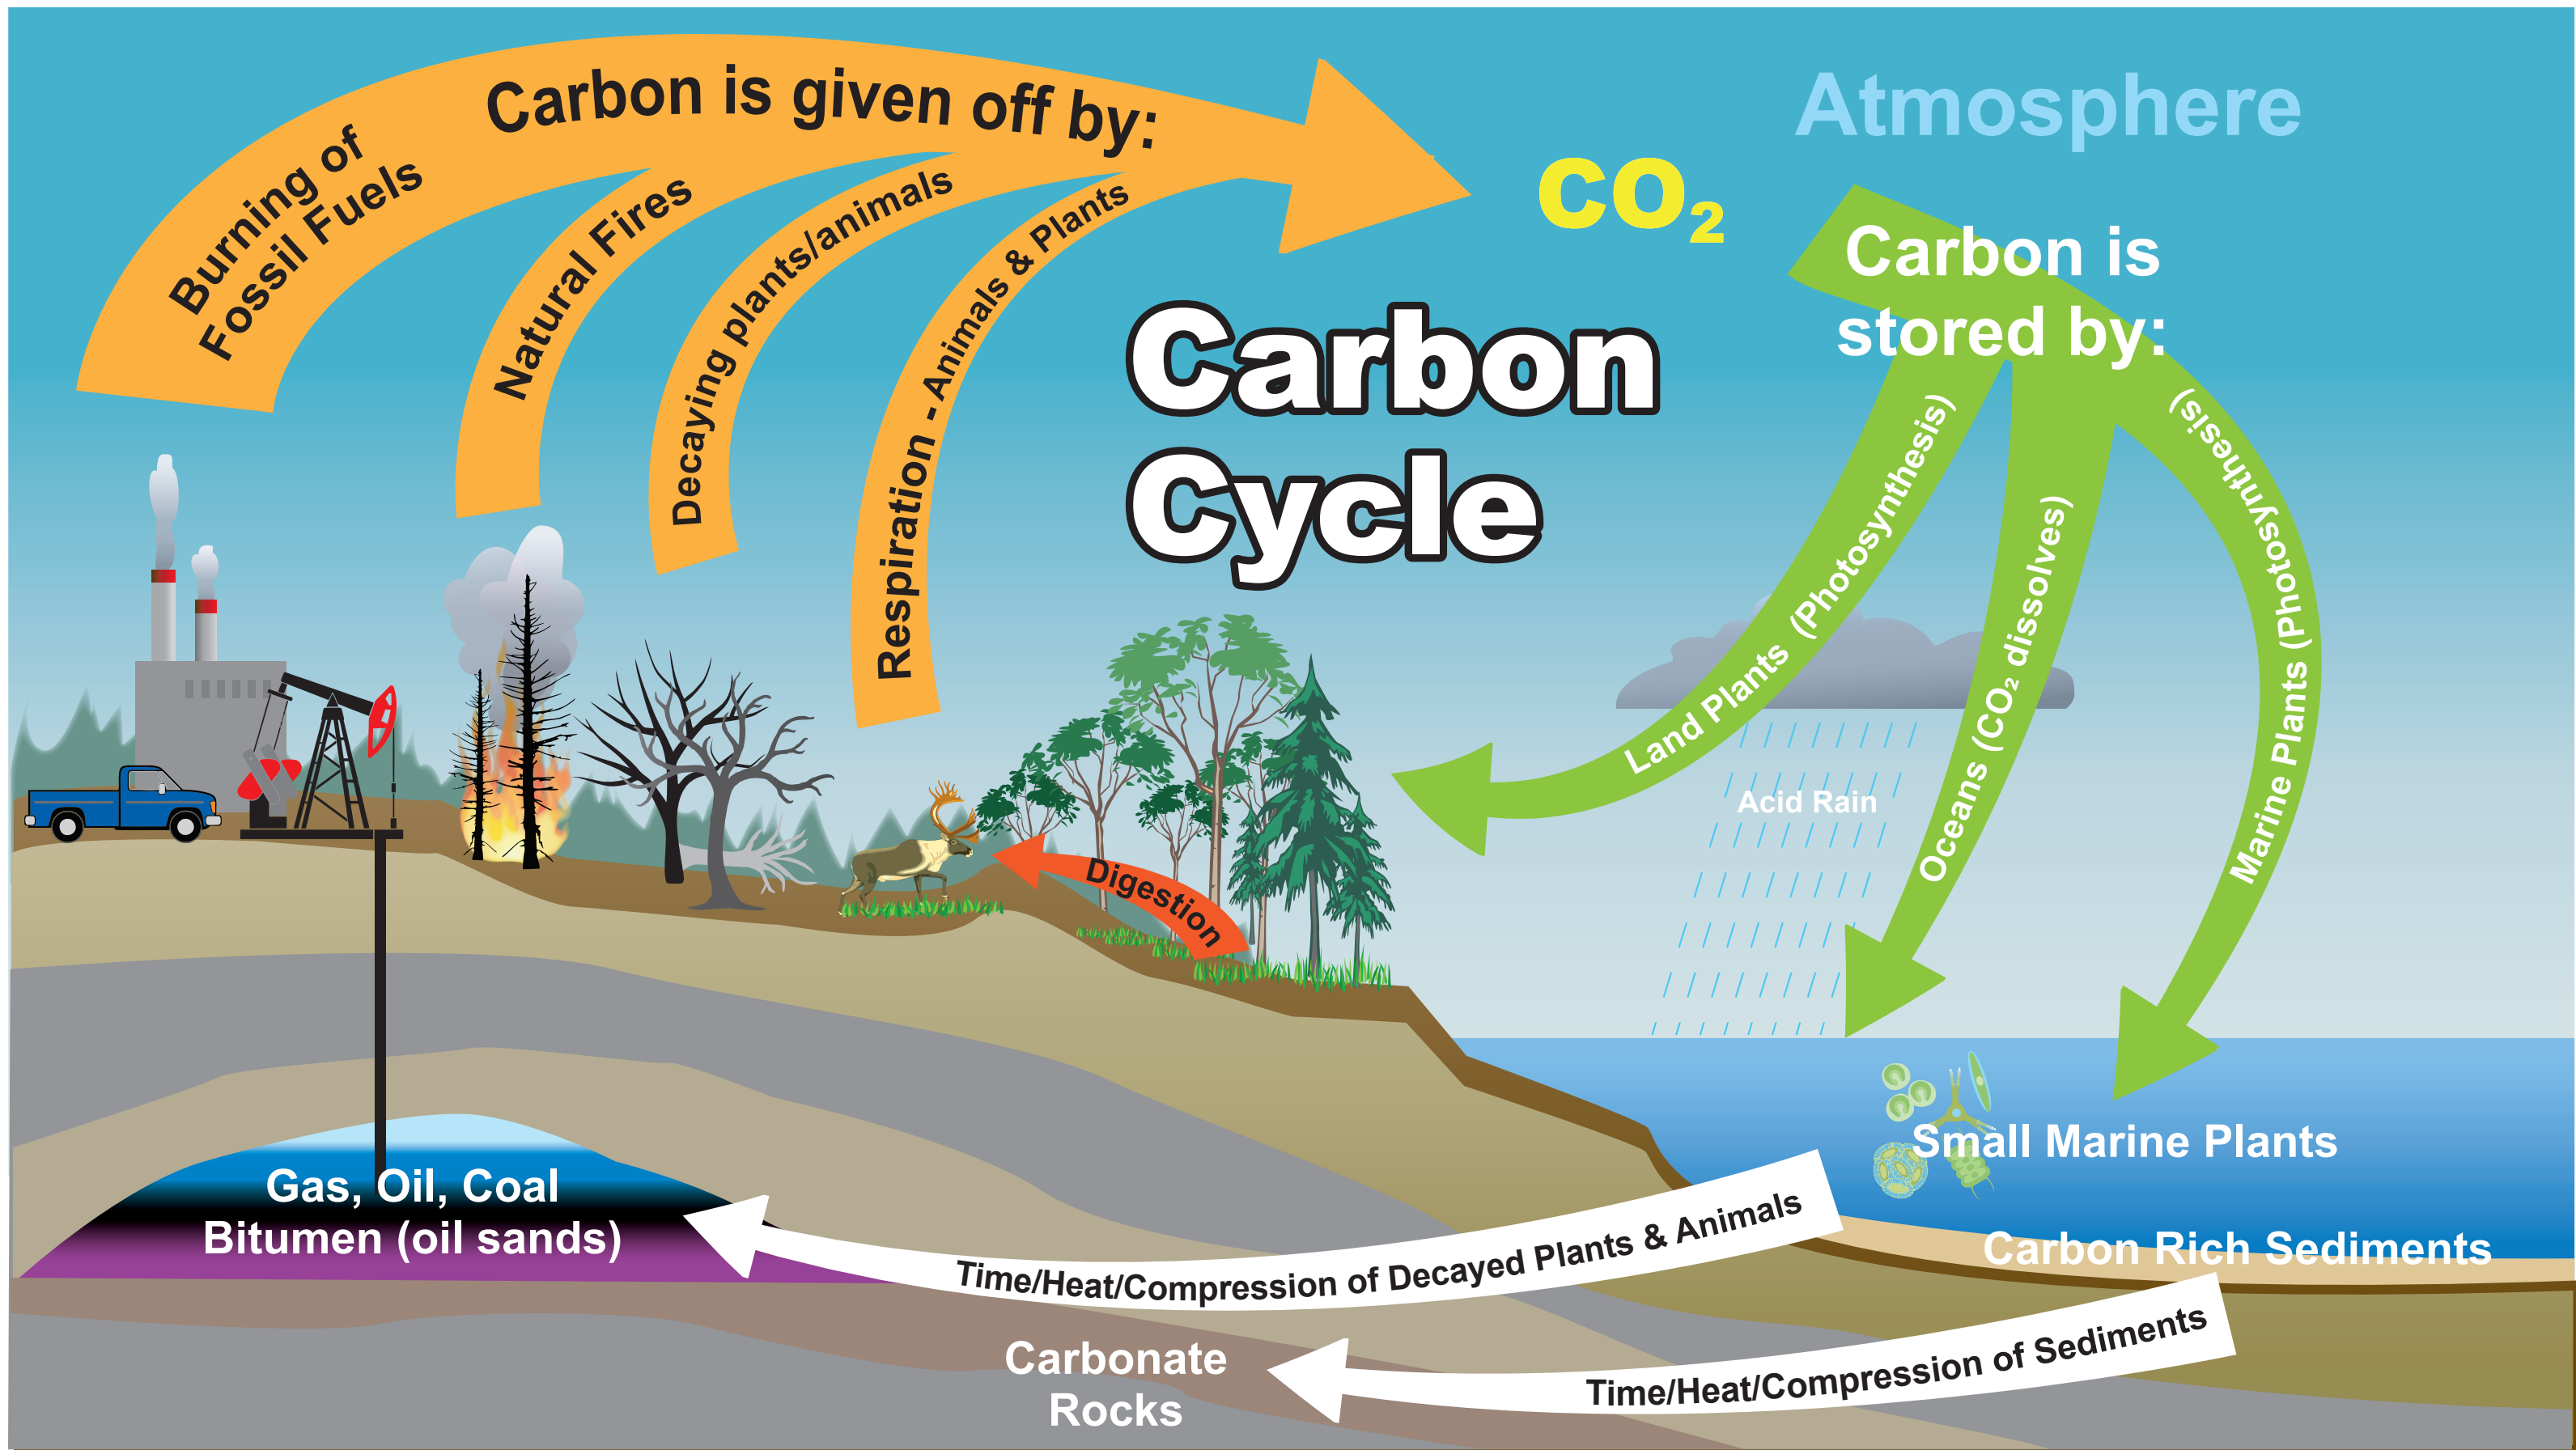 Carbon is given off by:
Burning of
Fossil Fuels
Natural Fires
Decaying plants/animals
Respiration - Animals & Plants
CO₂
Atmosphere
Carbon is
stored by:
Carbon
Cycle
Land Plants (Photosynthesis)
Oceans (CO₂ dissolves)
Marine Plants (Photosynthesis)
Acid Rain
Digestion
Small Marine Plants
Carbon Rich Sediments
Gas, Oil, Coal
Bitumen (oil sands)
Time/Heat/Compression of Decayed Plants & Animals
Time/Heat/Compression of Sediments
Carbonate
Rocks